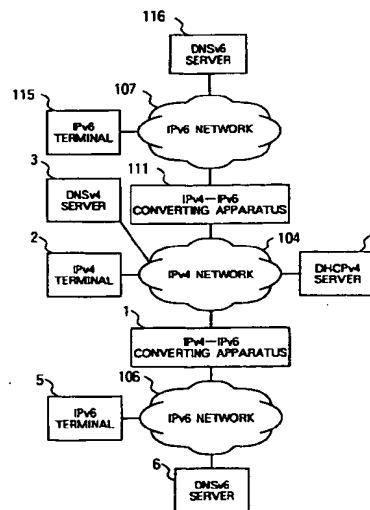 116
DNSv6
SERVER
107
115
IPv6
TERMINAL
IPv6 NETWORK
3
111
DNSv4
SERVER
IPv4-IPv6
CONVERTING APPARATUS
2
104
IPv4
TERMINAL
IPv4 NETWORK
DHCPv4
SERVER
1
IPv4-IPv6
CONVERTING APPARATUS
106
5
IPv6
TERMINAL
IPv6 NETWORK
6
DNSv6
SERVER